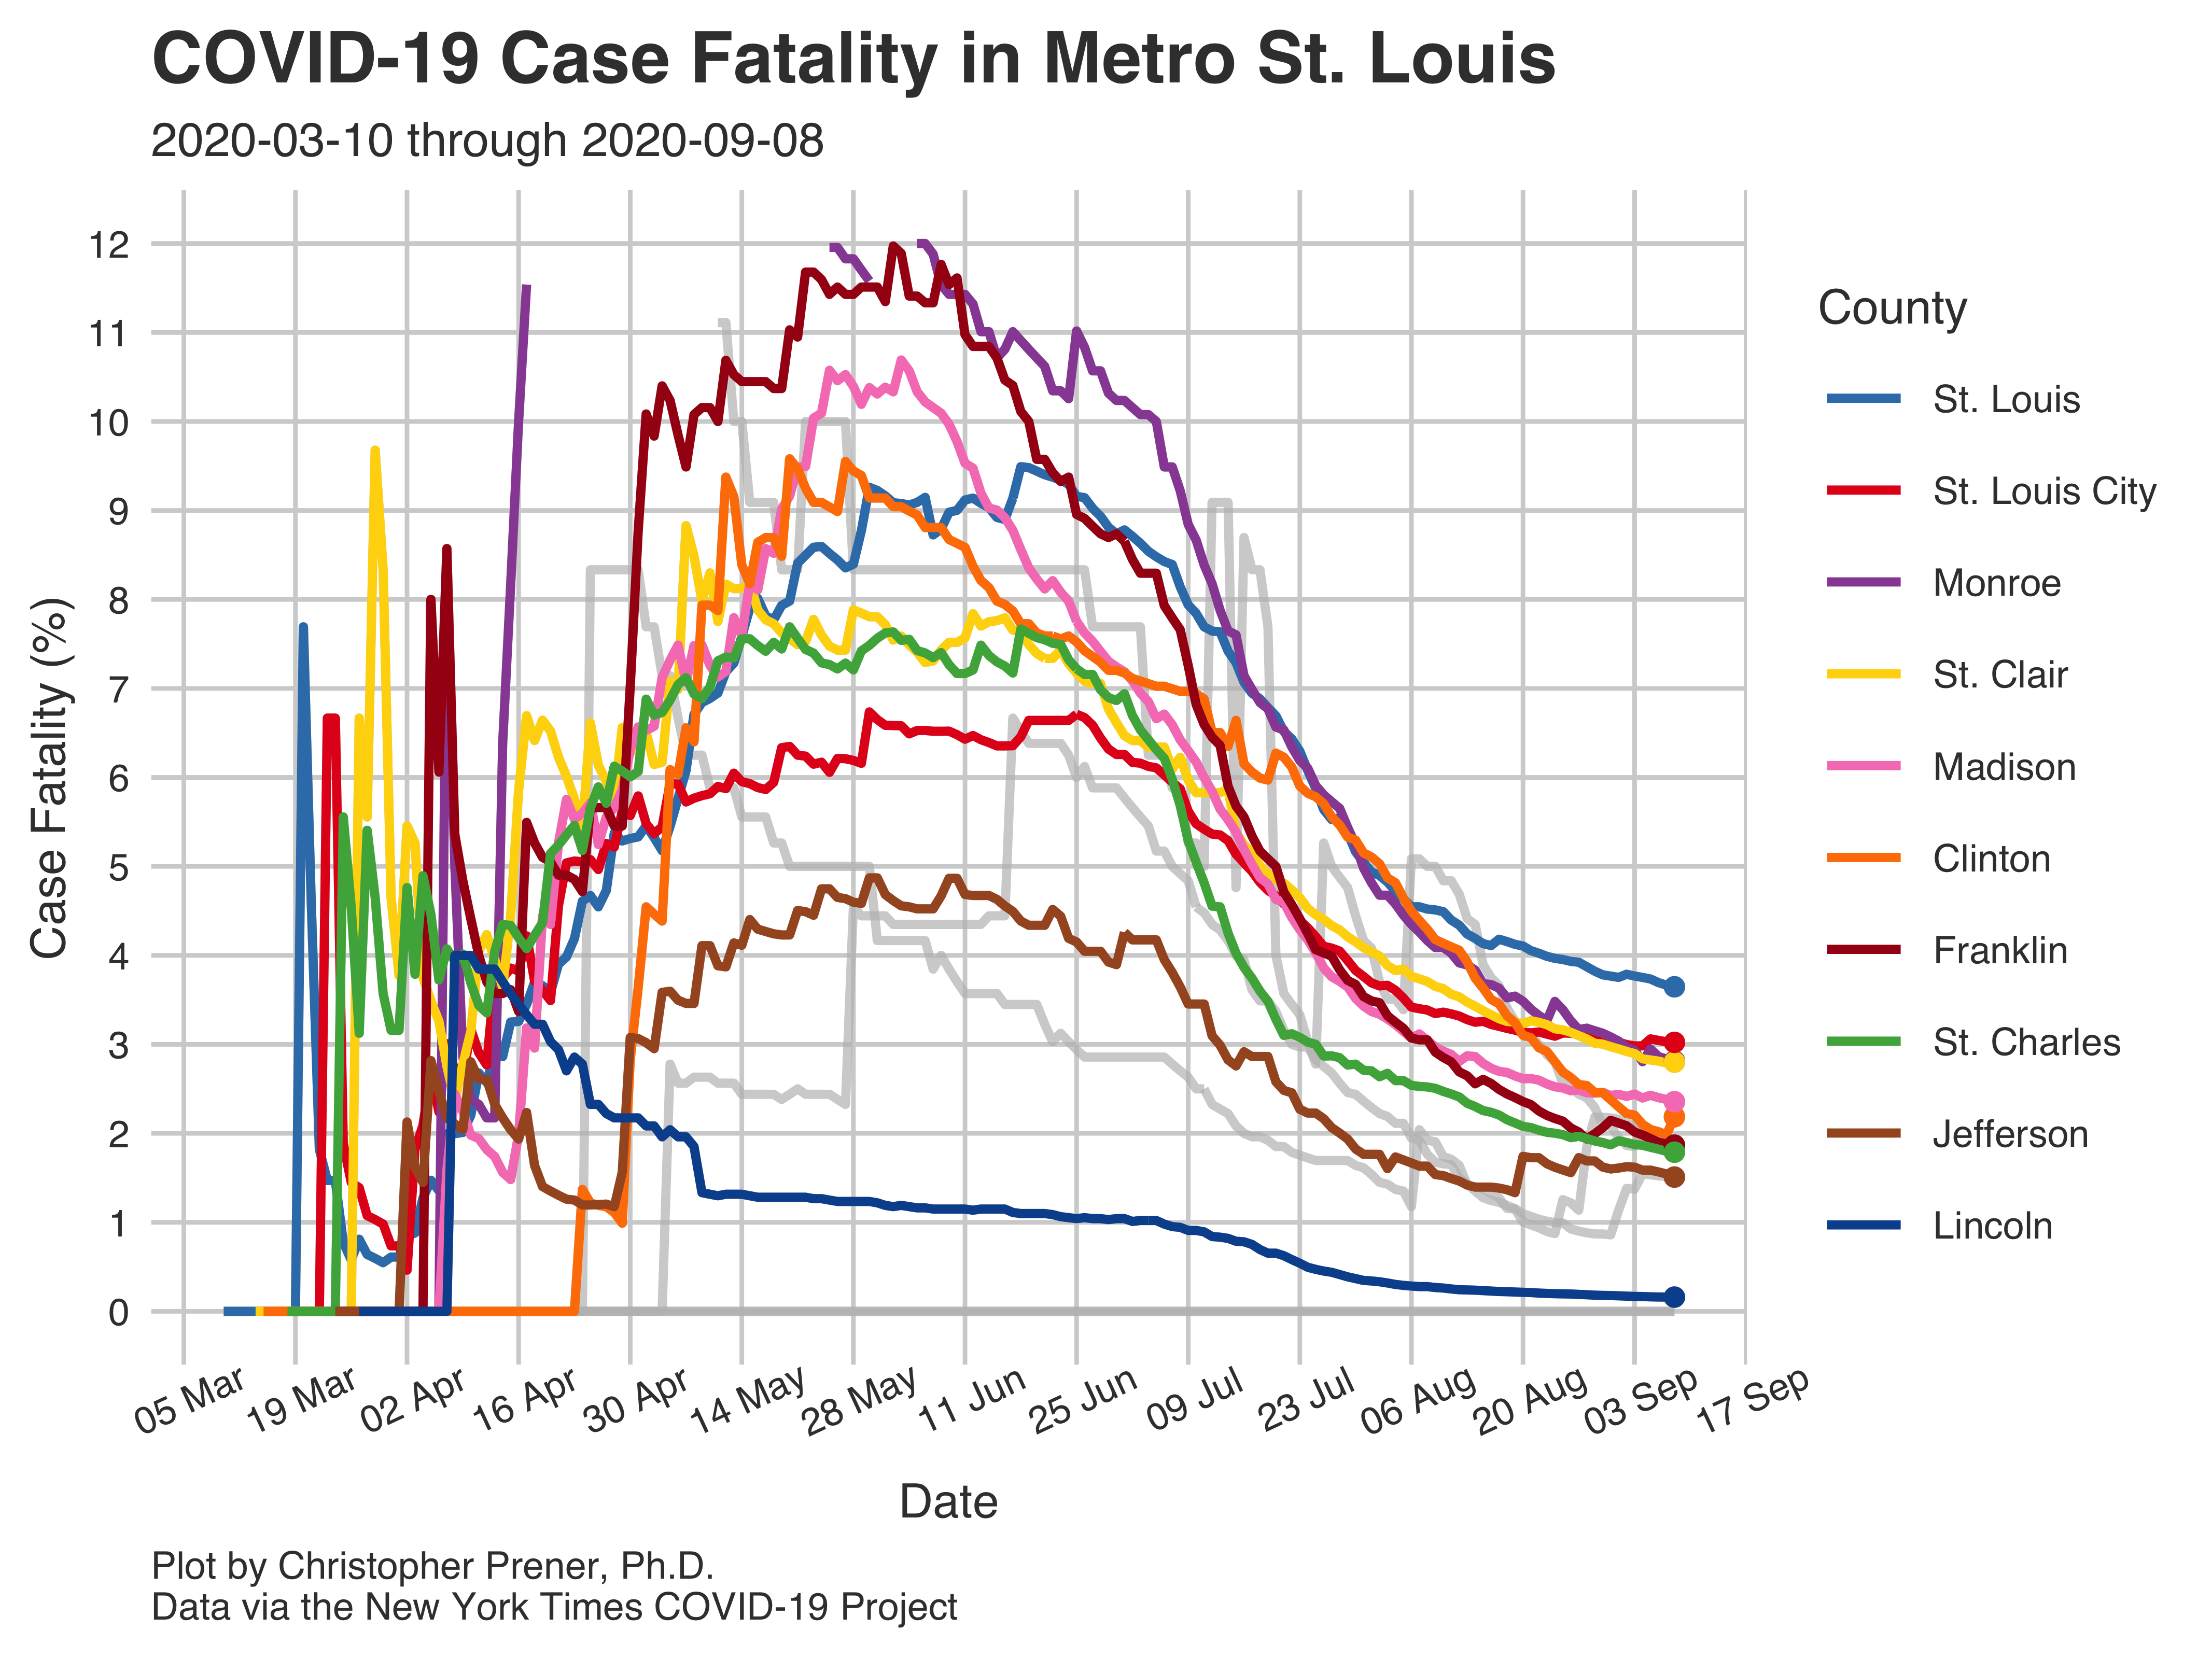 COVID-19 Case Fatality in Metro St. Louis
2020-03-10 through 2020-09-08
Case Fatality (%)
12
11
10
9
8
7
6
5
4
3
2
1
0
05 Mar
19 Mar
02 Apr
16 Apr
30 Apr
14 May
28 May
11 Jun
25 Jun
09 Jul
23 Jul
06 Aug
20 Aug
03 Sep
17 Sep
Date
County
St. Louis
St. Louis City
Monroe
St. Clair
Madison
Clinton
Franklin
St. Charles
Jefferson
Lincoln
Plot by Christopher Prener, Ph.D.
Data via the New York Times COVID-19 Project